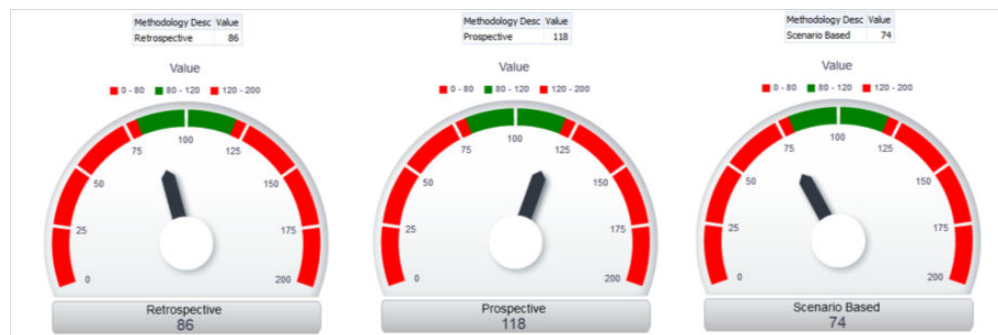 Methodology Desc Value
Retrospective 86
Value
0 - 80 80 - 120 120 - 200
0
25
50
75
100
125
150
175
200
Retrospective
86
Methodology Desc Value
Prospective 118
Value
0 - 80 80 - 120 120 - 200
0
25
50
75
100
125
150
175
200
Prospective
118
Methodology Desc Value
Scenario Based 74
Value
0 - 80 80 - 120 120 - 200
0
25
50
75
100
125
150
175
200
Scenario Based
74